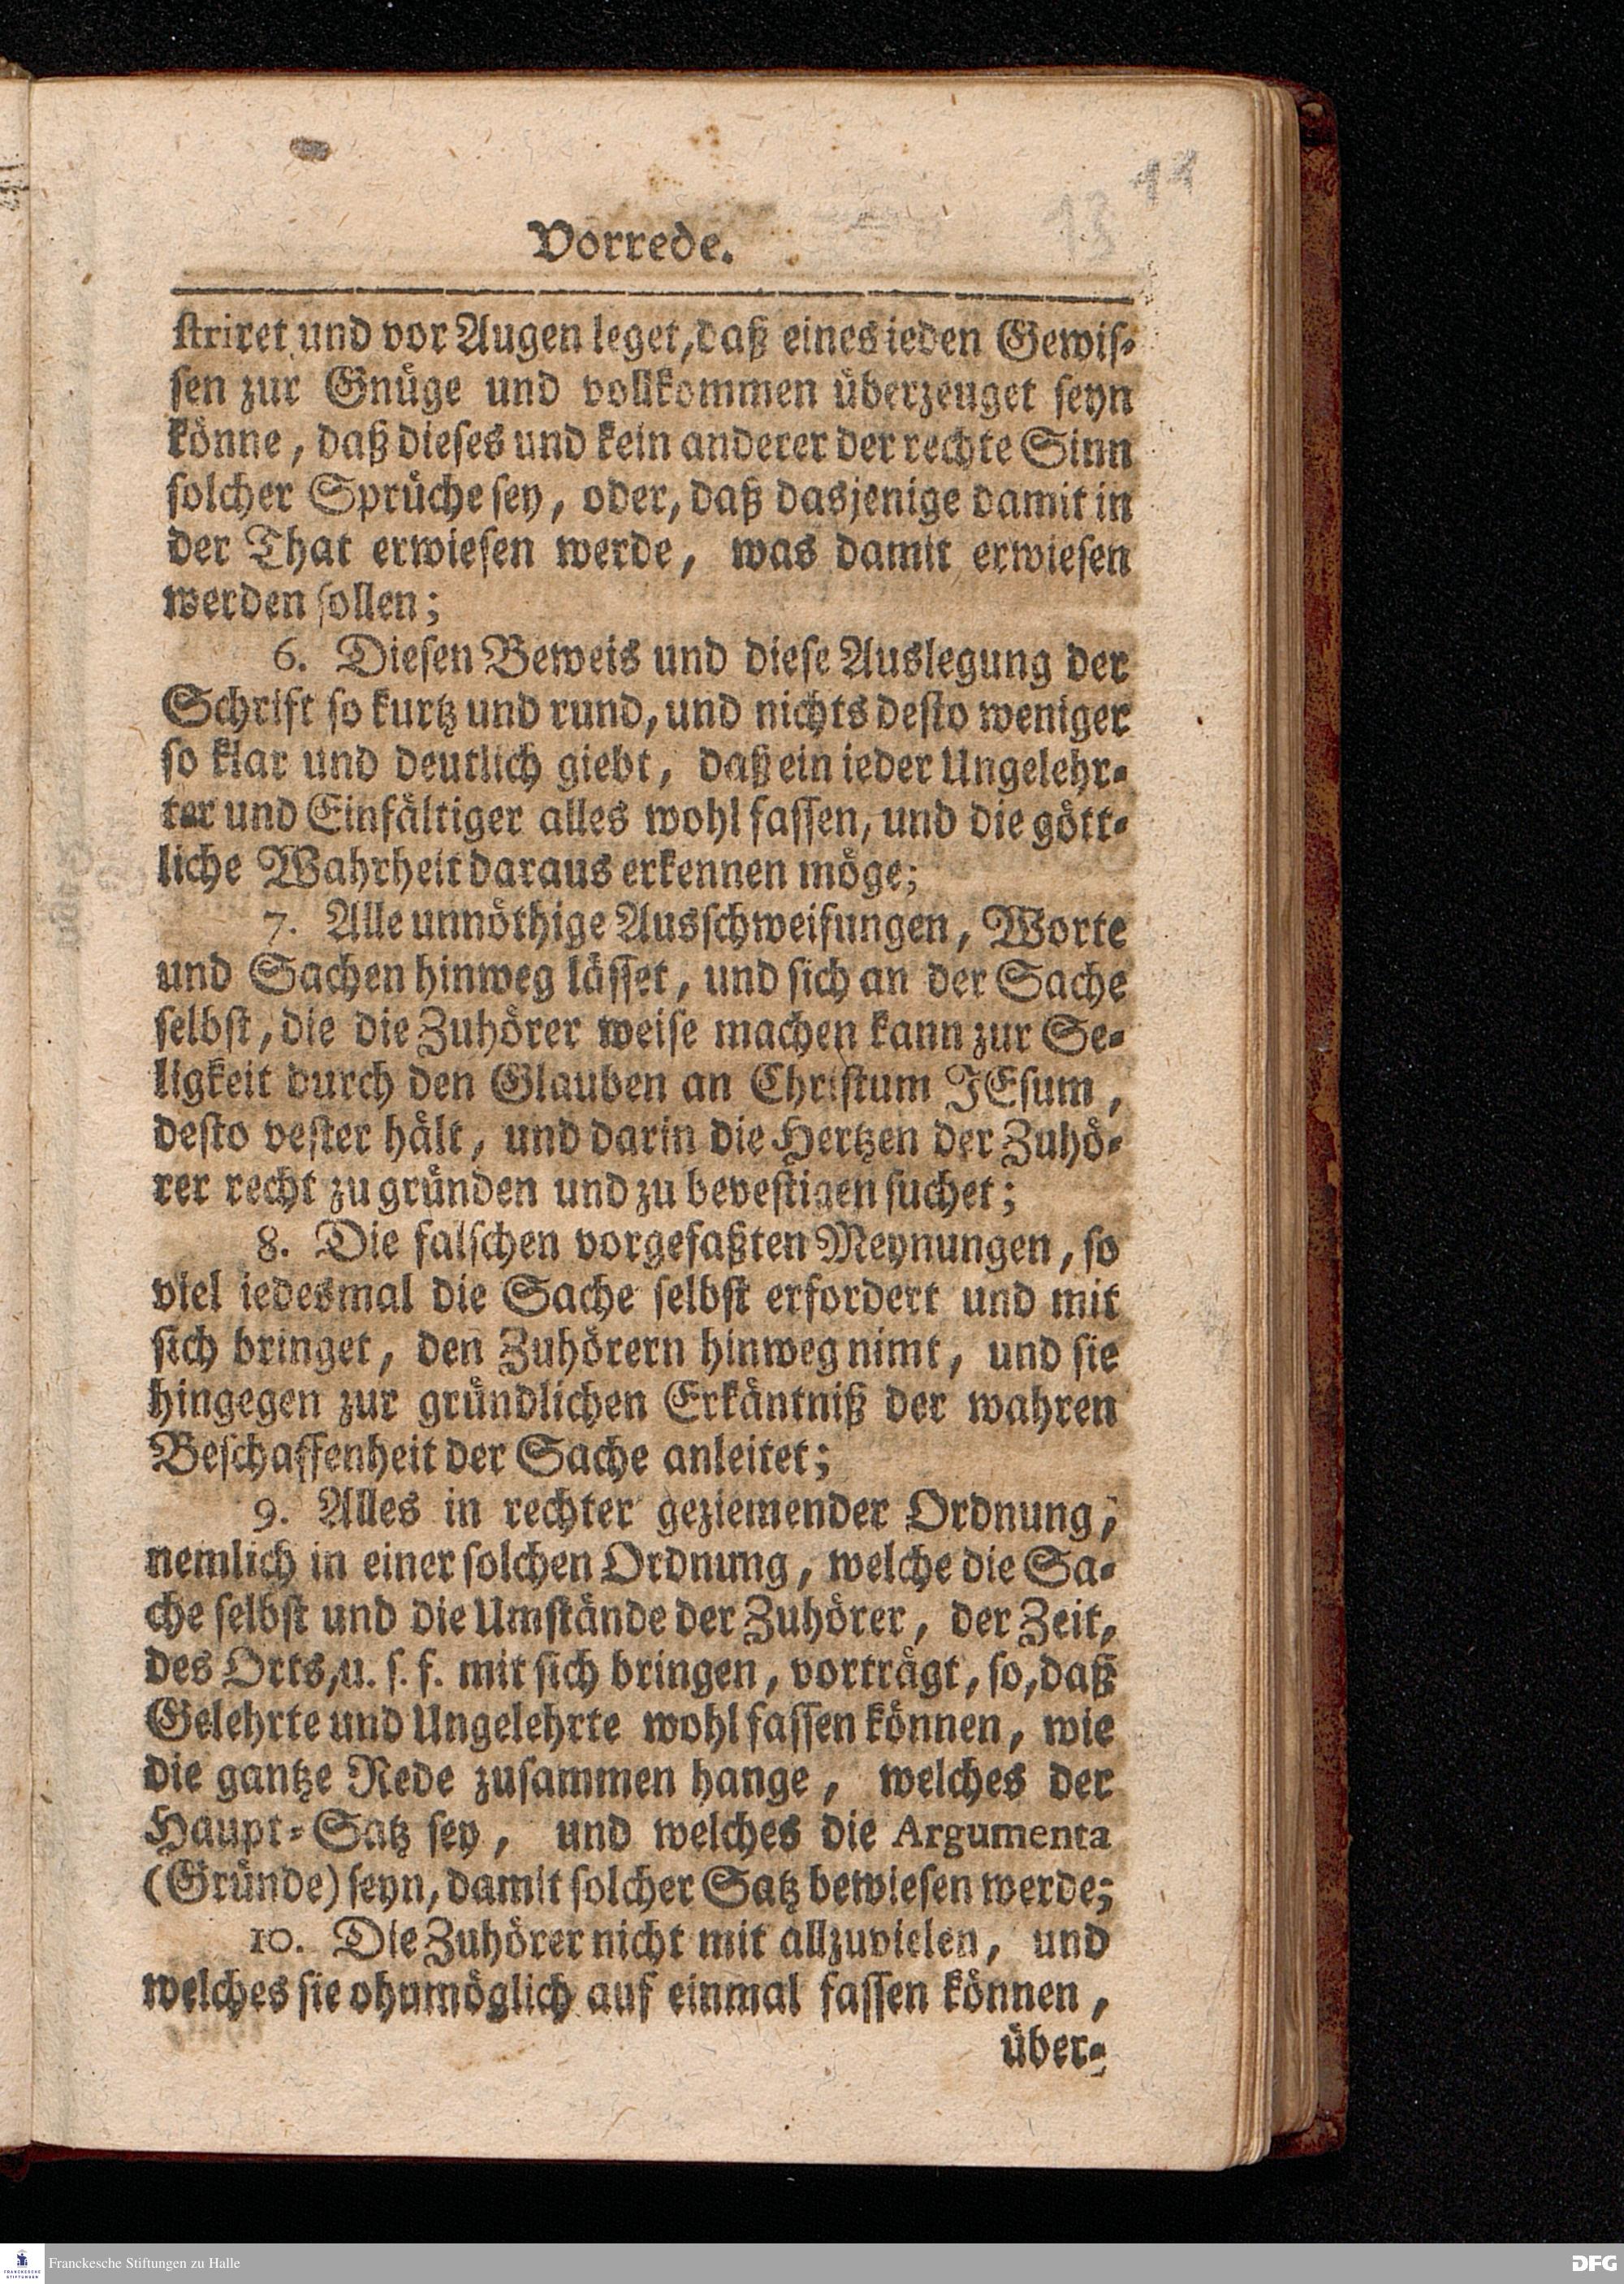 11
13
Vorrede.
striret und vor Augen leget, daß eines ieden Gewis-
sen zur Gnüge und vollkommen überzeuget seyn
könne, daß dieses und kein anderer der rechte Sinn
solcher Sprüche sey, oder, daß dasjenige damit in
der That erwiesen werde, was damit erwiesen
werden sollen;
6. Diesen Beweis und diese Auslegung der
Schrift so kurtz und rund, und nichts desto weniger
so klar und deutlich giebt, daß ein ieder Ungelehr-
ter und Einfältiger alles wohl fassen, und die gött-
liche Wahrheit daraus erkennen möge;
7. Alle unnöthige Ausschweifungen, Worte
und Sachen hinweg lässet, und sich an der Sache
selbst, die die Zuhörer weise machen kann zur Se-
ligkeit durch den Glauben an Christum JEsum,
desto vester hält, und darin die Hertzen der Zuhö-
rer recht zu gründen und zu bevestigen suchet;
8. Die falschen vorgefaßten Meynungen, so
viel iedesmal die Sache selbst erfordert und mit
sich bringet, den Zuhörern hinweg nimt, und sie
hingegen zur gründlichen Erkäntniß der wahren
Beschaffenheit der Sache anleitet;
9. Alles in rechter geziemender Ordnung,
nemlich in einer solchen Ordnung, welche die Sa-
che selbst und die Umstände der Zuhörer, der Zeit,
des Orts, u. s. f. mit sich bringen, vorträgt, so, daß
Gelehrte und Ungelehrte wohl fassen können, wie
die gantze Rede zusammen hange, welches der
Haupt-Satz sey, und welches die Argumenta
(Gründe) seyn, damit solcher Satz bewiesen werde;
10. Die Zuhörer nicht mit allzuvielen, und
welches sie ohnmöglich auf einmal fassen können,
über-
Franckesche Stiftungen zu Halle
DFG